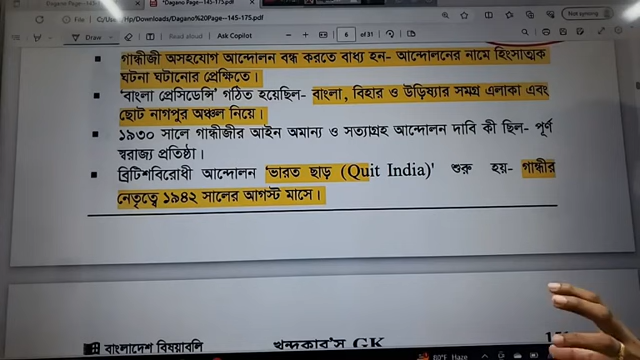 Dagano Page--145-175.pdf
File
C:/Users/Hp/Downloads/Dagano%20Page--145-175.pdf
Not syncing
Draw
Read aloud
Ask Copilot
6
of 31
গান্ধীজী অসহযোগ আন্দোলন বন্ধ করতে বাধ্য হন- আন্দোলনের নামে হিংসাত্মক
ঘটনা ঘটানোর প্রেক্ষিতে।
'বাংলা প্রেসিডেন্সি' গঠিত হয়েছিল- বাংলা, বিহার ও উড়িষ্যার সমগ্র এলাকা এবং
ছোট নাগপুর অঞ্চল নিয়ে।
১৯৩০ সালে গান্ধীজীর আইন অমান্য ও সত্যাগ্রহ আন্দোলন দাবি কী ছিল- পূর্ণ
স্বরাজ্য প্রতিষ্ঠা।
ব্রিটিশবিরোধী আন্দোলন 'ভারত ছাড় (Quit India)' শুরু হয়- গান্ধীর
নেতৃত্বে ১৯৪২ সালের আগস্ট মাসে।
বাংলাদেশ বিষয়াবলি
খন্দকার'স GK
80°F Haze